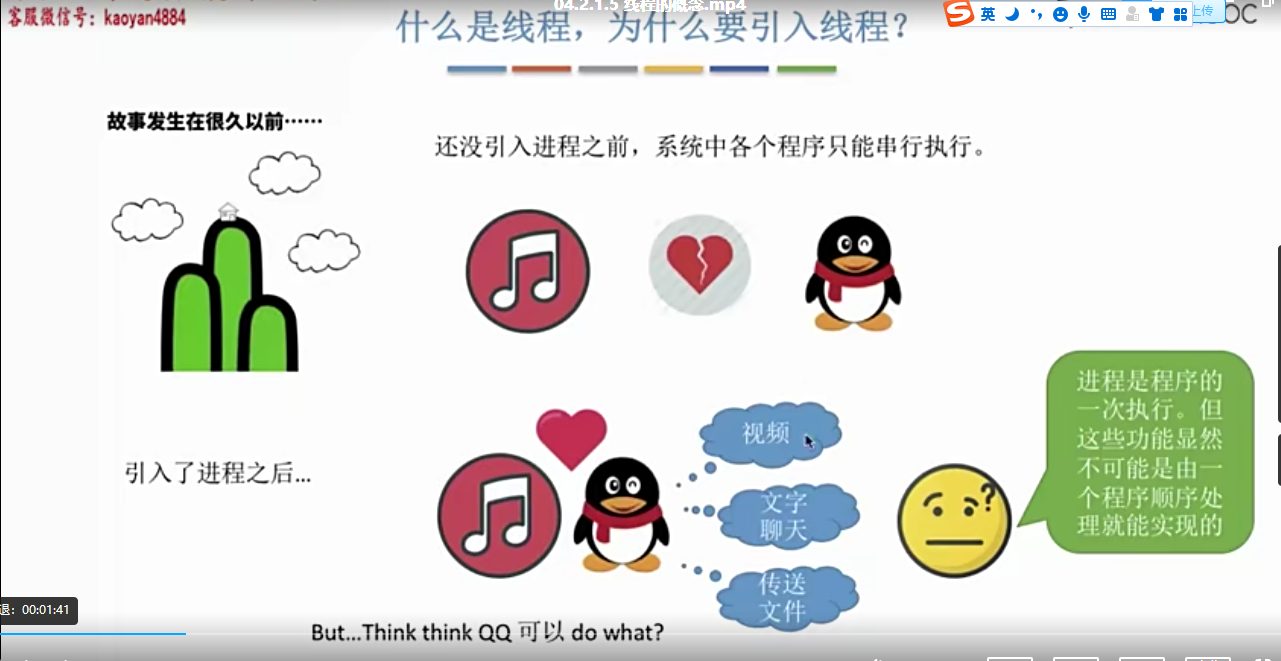 客服微信号：kaoyan4884
04.2.1.5 线程的概念.mp4
英
上传
什么是线程，为什么要引入线程？
故事发生在很久以前……
还没引入进程之前，系统中各个程序只能串行执行。
引入了进程之后...
视频
文字
聊天
传送
文件
?
进程是程序的
一次执行。但
这些功能显然
不可能是由一
个程序顺序处
理就能实现的
退：00:01:41
But...Think think QQ 可以 do what?